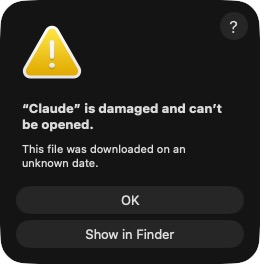 ?
“Claude” is damaged and can’t
be opened.
This file was downloaded on an
unknown date.
OK
Show in Finder